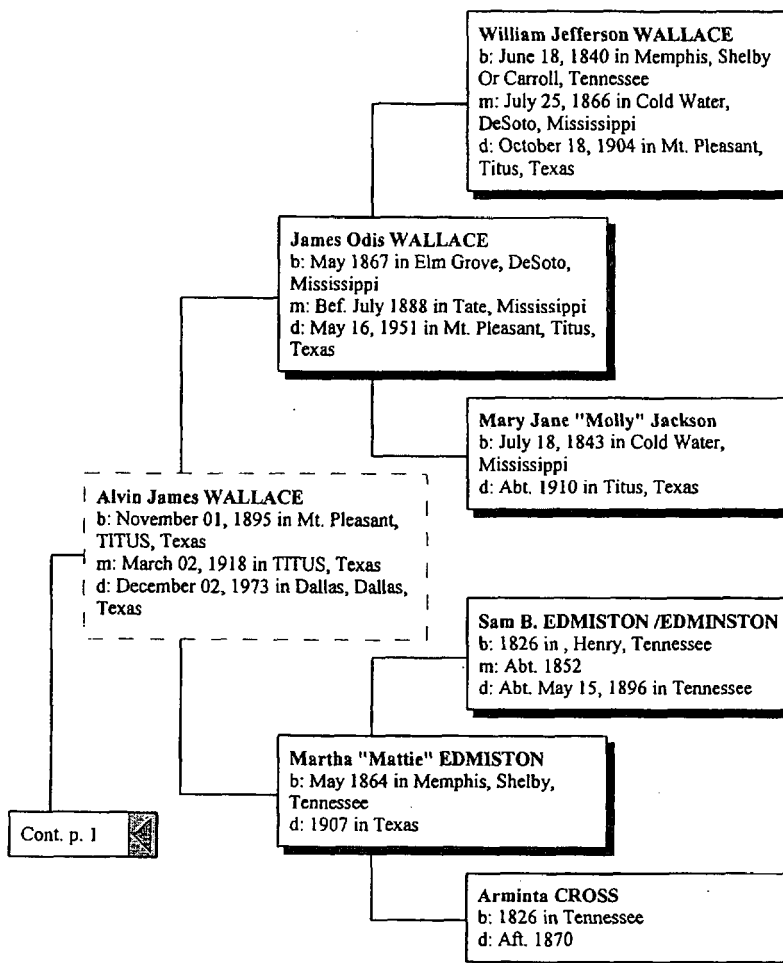 William Jefferson WALLACE
b: June 18, 1840 in Memphis, Shelby
Or Carroll, Tennessee
m: July 25, 1866 in Cold Water,
DeSoto, Mississippi
d: October 18, 1904 in Mt. Pleasant,
Titus, Texas
James Odis WALLACE
b: May 1867 in Elm Grove, DeSoto,
Mississippi
m: Bef. July 1888 in Tate, Mississippi
d: May 16, 1951 in Mt. Pleasant, Titus,
Texas
Mary Jane "Molly" Jackson
b: July 18, 1843 in Cold Water,
Mississippi
d: Abt. 1910 in Titus, Texas
Alvin James WALLACE
b: November 01, 1895 in Mt. Pleasant,
TITUS, Texas
m: March 02, 1918 in TITUS, Texas
d: December 02, 1973 in Dallas, Dallas,
Texas
Sam B. EDMISTON /EDMINSTON
b: 1826 in , Henry, Tennessee
m: Abt. 1852
d: Abt. May 15, 1896 in Tennessee
Martha "Mattie" EDMISTON
b: May 1864 in Memphis, Shelby,
Tennessee
d: 1907 in Texas
Cont. p. 1
Arminta CROSS
b: 1826 in Tennessee
d: Aft. 1870